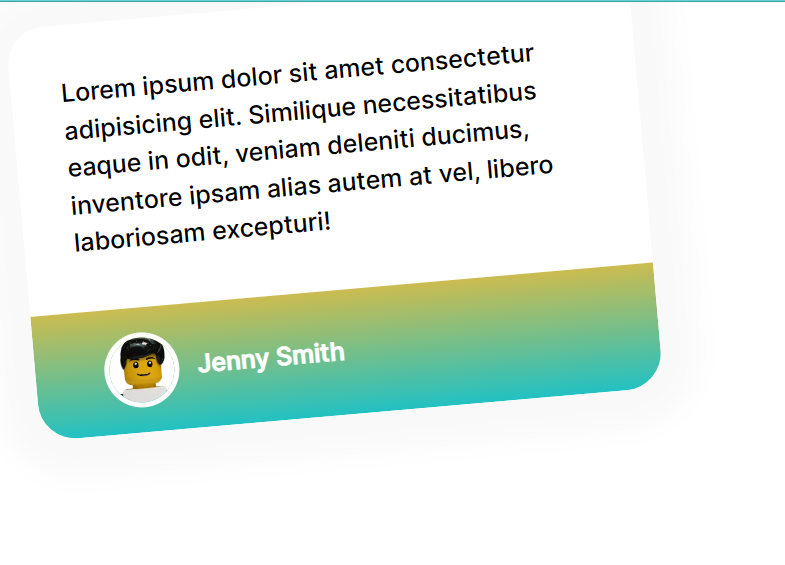 Lorem ipsum dolor sit amet consectetur
adipisicing elit. Similique necessitatibus
eaque in odit, veniam deleniti ducimus,
inventore ipsam alias autem at vel, libero
laboriosam excepturi!
Jenny Smith